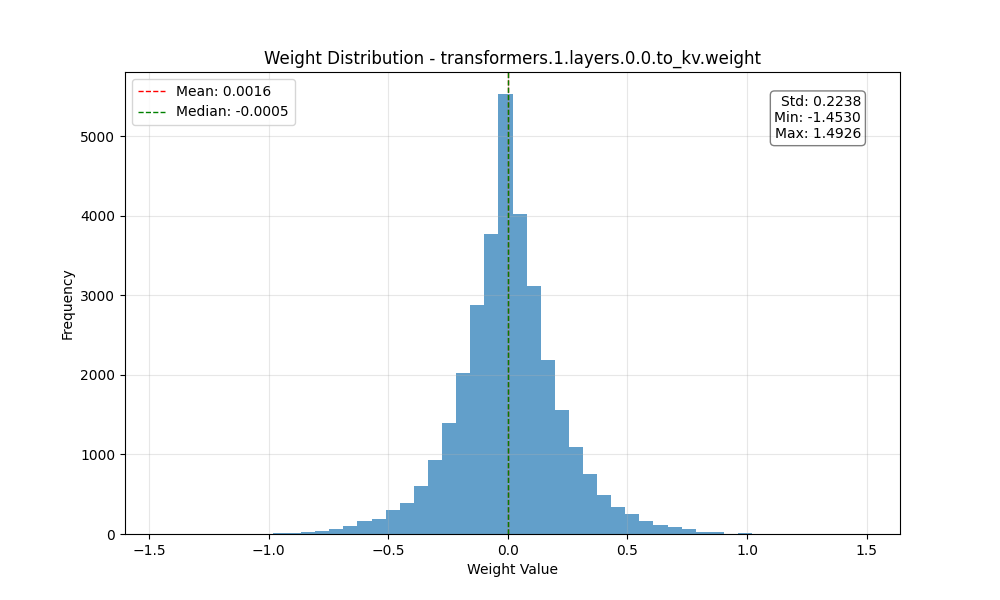 Weight Distribution - transformers.1.layers.0.0.to_kv.weight
Mean: 0.0016
Median: -0.0005
Std: 0.2238
Min: -1.4530
Max: 1.4926
Frequency
5000
4000
3000
2000
1000
0
−1.5 −1.0 −0.5 0.0 0.5 1.0 1.5
Weight Value